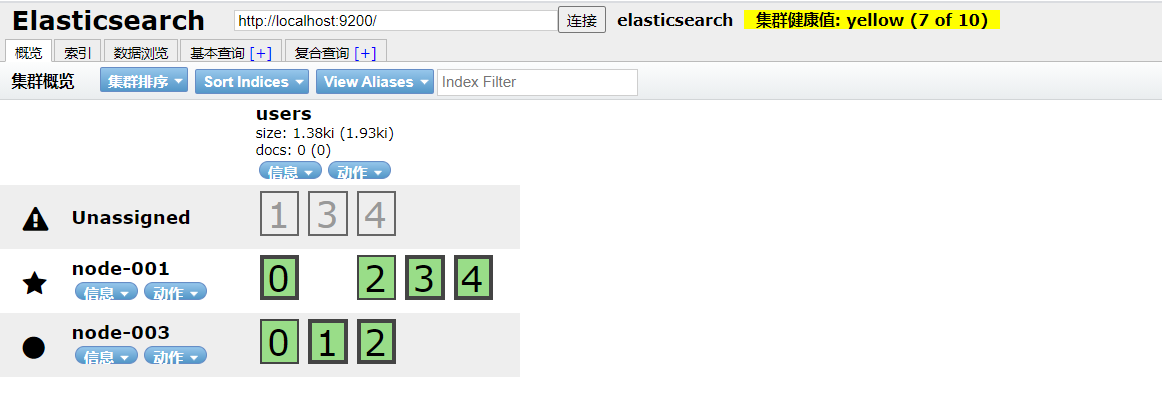 Elasticsearch http://localhost:9200/ 连接 elasticsearch 集群健康值: yellow (7 of 10)
概览 索引 数据浏览 基本查询 [+] 复合查询 [+]
集群概览 集群排序 Sort Indices View Aliases Index Filter
users
size: 1.38ki (1.93ki)
docs: 0 (0)
信息 动作
Unassigned 1 3 4
node-001 0 2 3 4
信息 动作
node-003 0 1 2
信息 动作